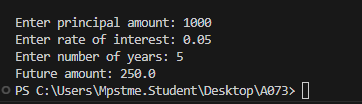 Enter principal amount: 1000
Enter rate of interest: 0.05
Enter number of years: 5
Future amount: 250.0
PS C:\Users\Mpstme.Student\Desktop\A073>